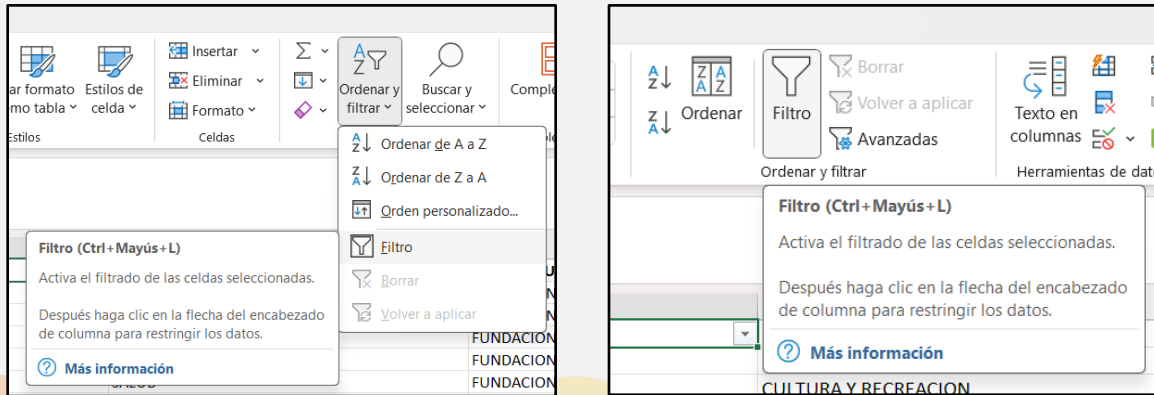 Insertar
Eliminar
Formato
Celdas
ar formato
mo tabla
Estilos de
celda
Estilos
Ordenar y
filtrar
Buscar y
seleccionar
Comple
Ordenar de A a Z
Ordenar de Z a A
Orden personalizado...
Filtro
Borrar
Volver a aplicar
Filtro (Ctrl+Mayús+L)
Activa el filtrado de las celdas seleccionadas.
Después haga clic en la flecha del encabezado
de columna para restringir los datos.
Más información
SALUD
FUNDACION
FUNDACION
FUNDACION
Ordenar
Filtro
Borrar
Volver a aplicar
Avanzadas
Ordenar y filtrar
Texto en
columnas
Herramientas de dat
Filtro (Ctrl+Mayús+L)
Activa el filtrado de las celdas seleccionadas.
Después haga clic en la flecha del encabezado
de columna para restringir los datos.
Más información
CULTURA Y RECREACION